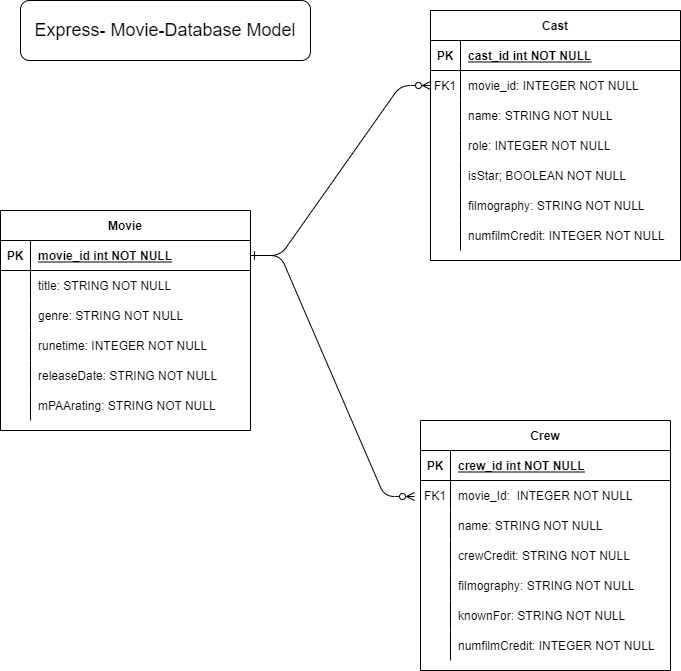 Express- Movie-Database Model
Cast
PK cast_id int NOT NULL
FK1 movie_id: INTEGER NOT NULL
name: STRING NOT NULL
role: INTEGER NOT NULL
isStar; BOOLEAN NOT NULL
filmography: STRING NOT NULL
numfilmCredit: INTEGER NOT NULL
Movie
PK movie_id int NOT NULL
title: STRING NOT NULL
genre: STRING NOT NULL
runetime: INTEGER NOT NULL
releaseDate: STRING NOT NULL
mPAArating: STRING NOT NULL
Crew
PK crew_id int NOT NULL
FK1 movie_Id: INTEGER NOT NULL
name: STRING NOT NULL
crewCredit: STRING NOT NULL
filmography: STRING NOT NULL
knownFor: STRING NOT NULL
numfilmCredit: INTEGER NOT NULL